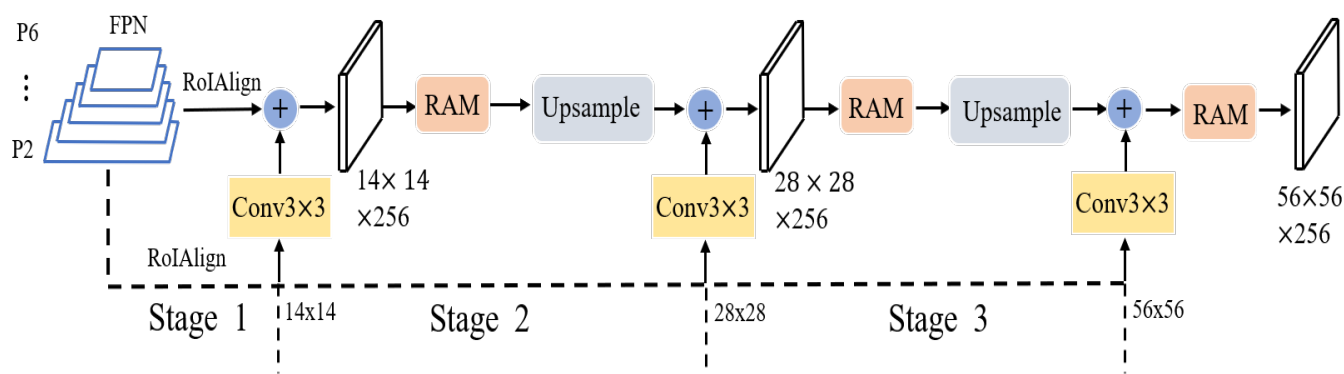 P6
FPN
⋮
P2
RoIAlign
+
14× 14
×256
RAM
Upsample
+
28 × 28
×256
RAM
Upsample
+
RAM
56×56
×256
Conv3×3
Conv3×3
Conv3×3
RoIAlign
Stage 1
14x14
Stage 2
28x28
Stage 3
56x56